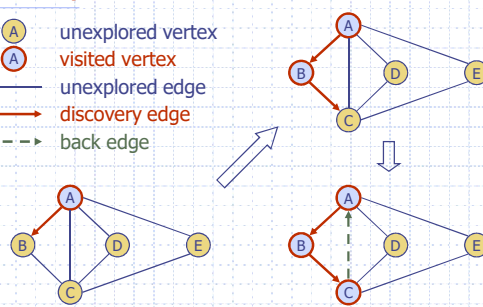 A unexplored vertex
A visited vertex
unexplored edge
discovery edge
back edge
A
B
D
E
C
A
B
D
E
C
A
B
D
E
C